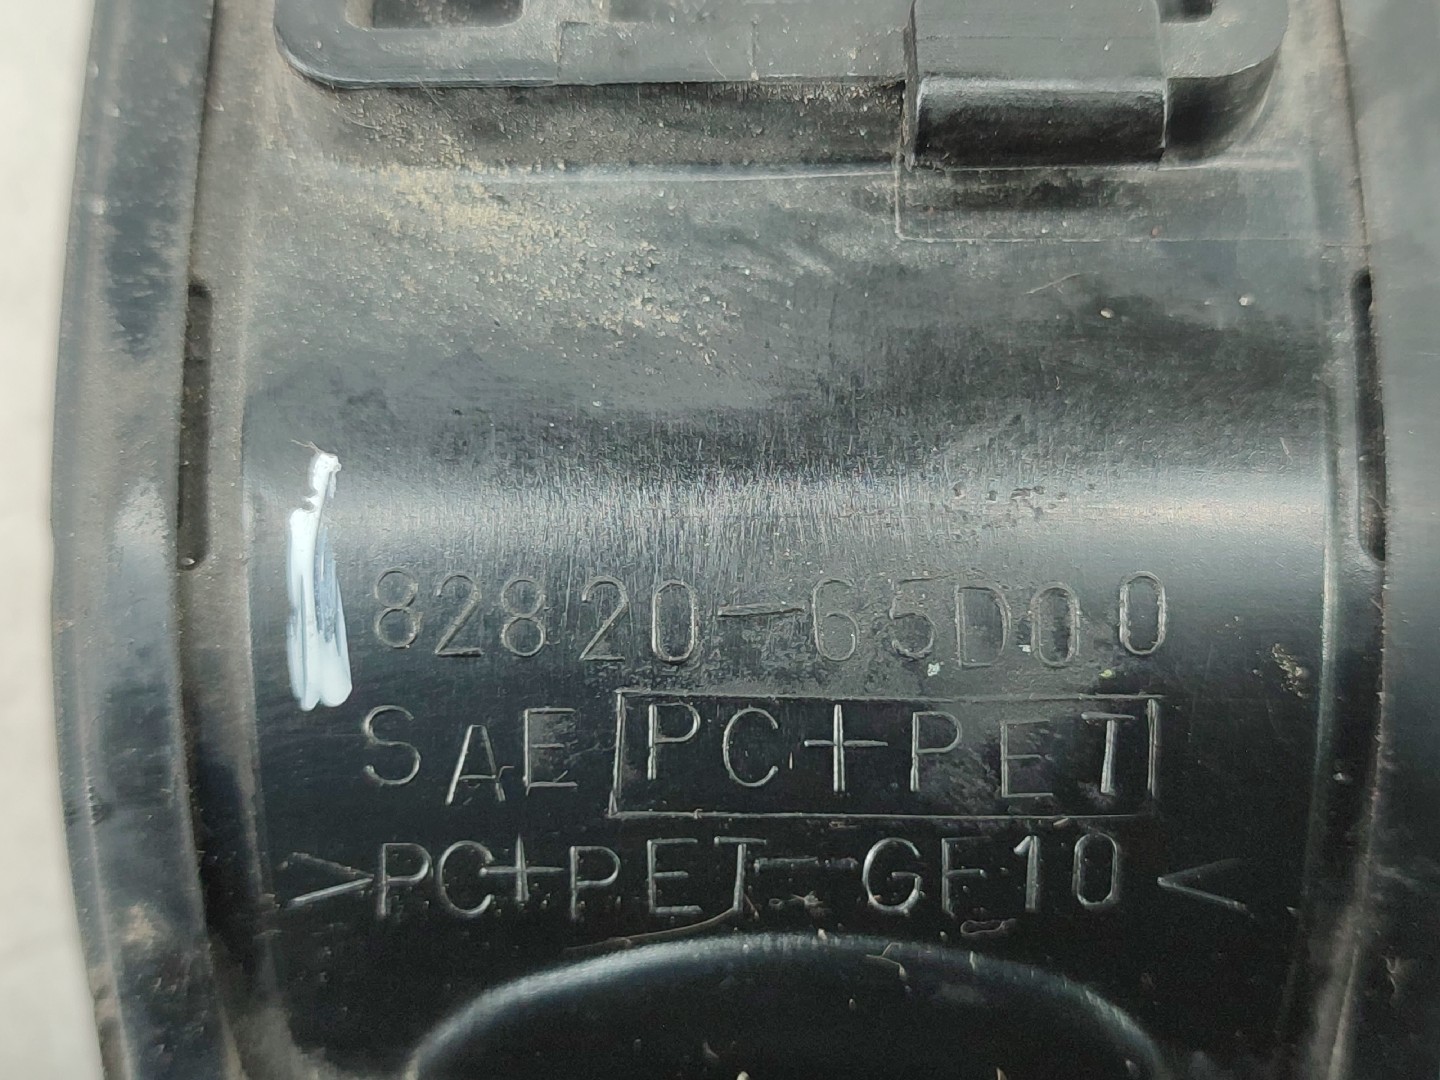 82820-65D00
SAE PC+PET
>PC+PET-GF10<